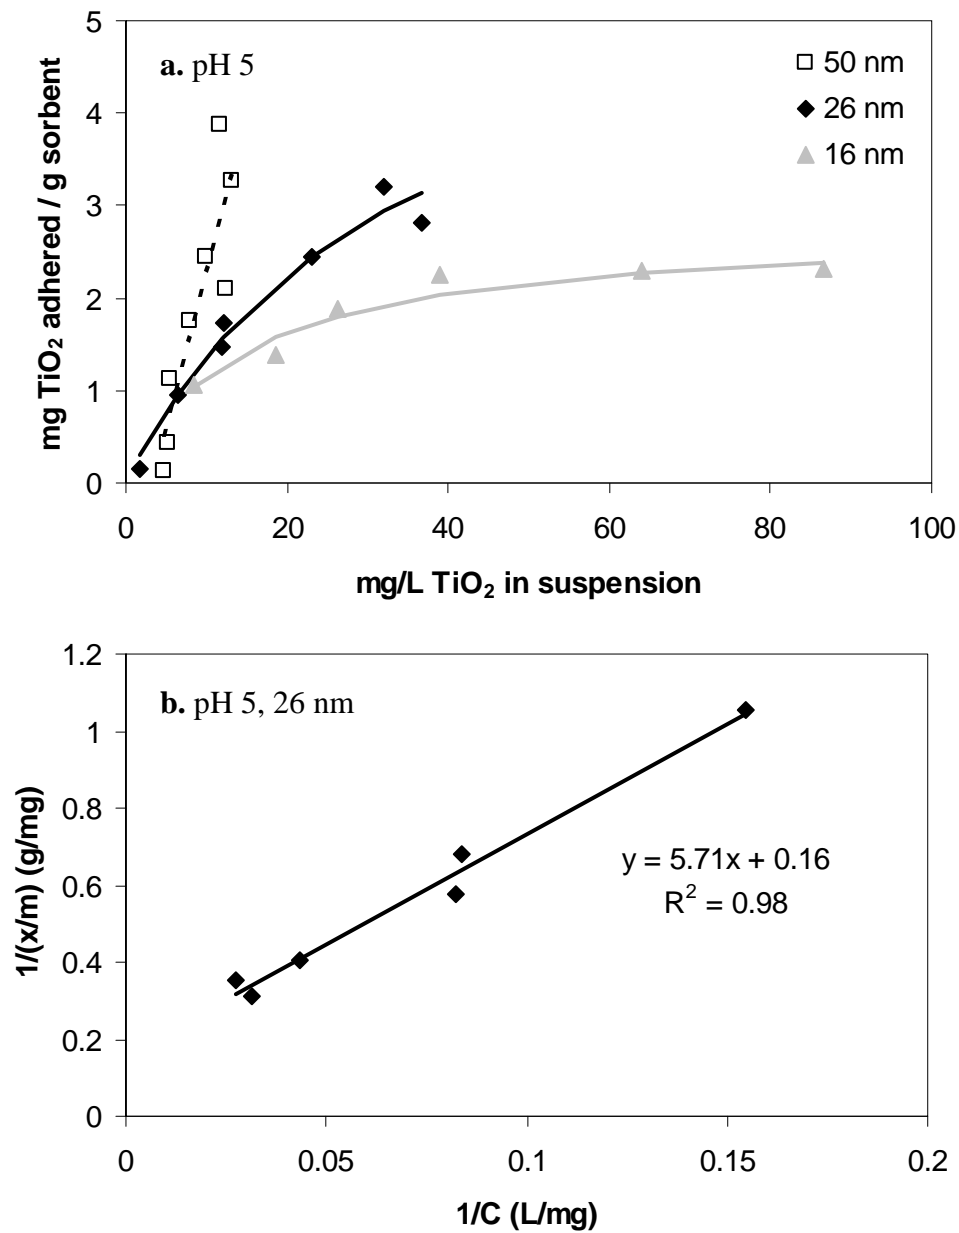 5
a. pH 5
50 nm
4
26 nm
16 nm
3
2
1
0
0 20 40 60 80 100
mg TiO₂ adhered / g sorbent
mg/L TiO₂ in suspension
1.2
b. pH 5, 26 nm
1
0.8
y = 5.71x + 0.16
0.6
R² = 0.98
0.4
0.2
0
0 0.05 0.1 0.15 0.2
1/(x/m) (g/mg)
1/C (L/mg)